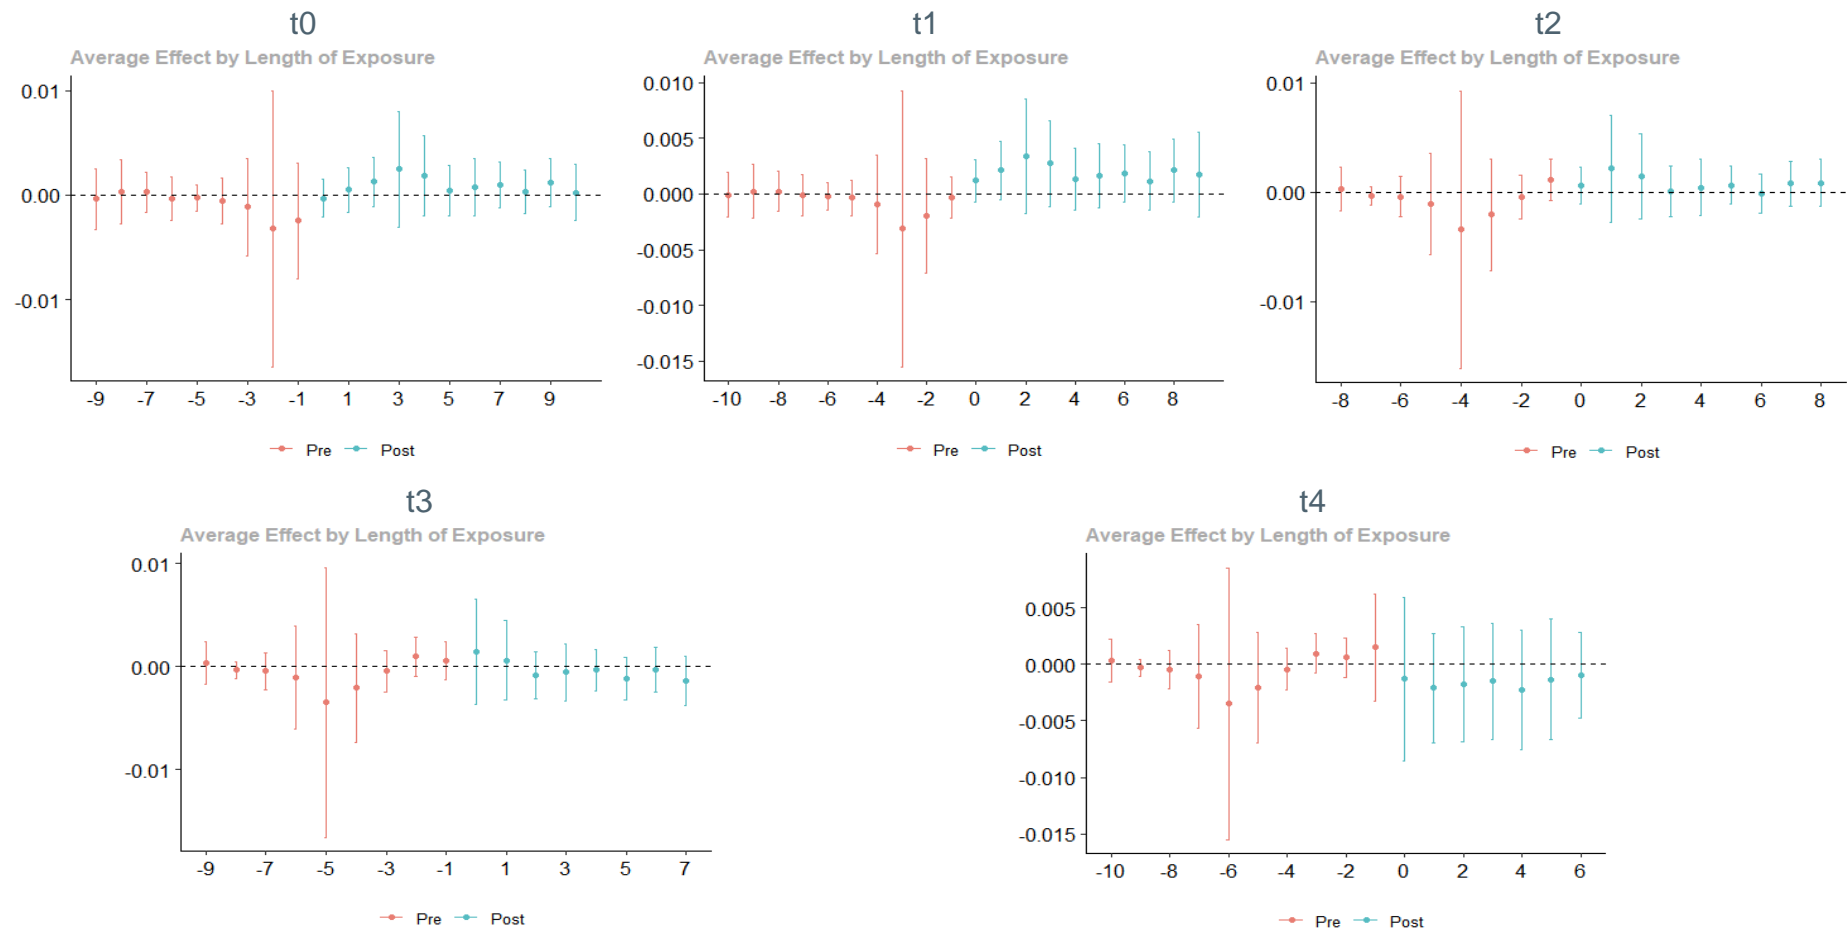 t0
Average Effect by Length of Exposure
0.01
0.00
-0.01
-9 -7 -5 -3 -1 1 3 5 7 9
Pre Post
t1
Average Effect by Length of Exposure
0.010
0.005
0.000
-0.005
-0.010
-0.015
-10 -8 -6 -4 -2 0 2 4 6 8
Pre Post
t2
Average Effect by Length of Exposure
0.01
0.00
-0.01
-8 -6 -4 -2 0 2 4 6 8
Pre Post
t3
Average Effect by Length of Exposure
0.01
0.00
-0.01
-9 -7 -5 -3 -1 1 3 5 7
Pre Post
t4
Average Effect by Length of Exposure
0.005
0.000
-0.005
-0.010
-0.015
-10 -8 -6 -4 -2 0 2 4 6
Pre Post